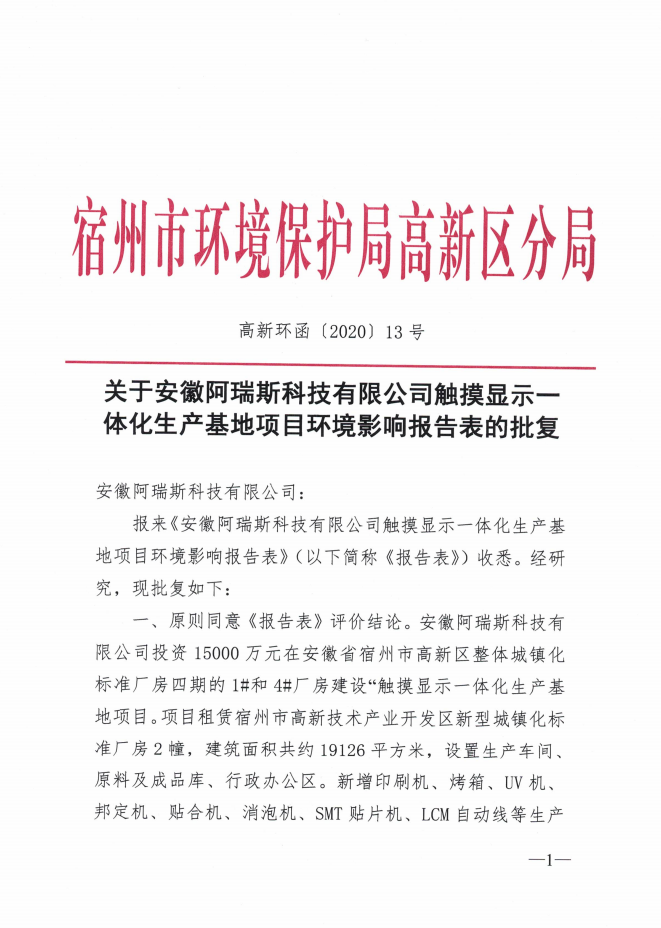 宿州市环境保护局高新区分局
高新环函〔2020〕13号
关于安徽阿瑞斯科技有限公司触摸显示一
体化生产基地项目环境影响报告表的批复
安徽阿瑞斯科技有限公司：
报来《安徽阿瑞斯科技有限公司触摸显示一体化生产基
地项目环境影响报告表》（以下简称《报告表》）收悉。经研
究，现批复如下：
一、原则同意《报告表》评价结论。安徽阿瑞斯科技有
限公司投资 15000 万元在安徽省宿州市高新区整体城镇化
标准厂房四期的 1#和 4#厂房建设“触摸显示一体化生产基
地项目。项目租赁宿州市高新技术产业开发区新型城镇化标
准厂房 2 幢，建筑面积共约 19126 平方米，设置生产车间、
原料及成品库、行政办公区。新增印刷机、烤箱、UV 机、
邦定机、贴合机、消泡机、SMT 贴片机、LCM 自动线等生产
—1—